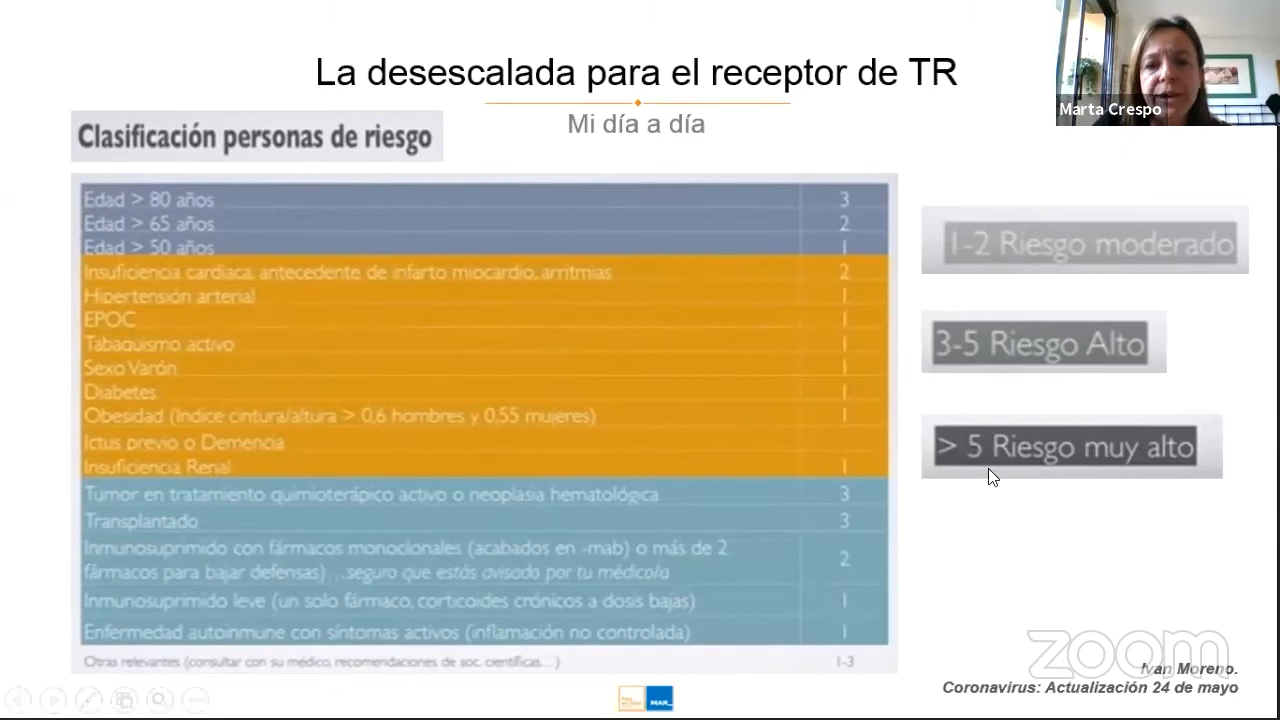 La desescalada para el receptor de TR
Mi día a día
Marta Crespo
Clasificación personas de riesgo
Edad > 80 años 3
Edad > 65 años 2
Edad > 50 años 1
Insuficiencia cardiaca, antecedente de infarto miocardio, arritmias 2
Hipertensión arterial 1
EPOC 1
Tabaquismo activo 1
Sexo Varón 1
Diabetes 1
Obesidad (Indice cintura/altura > 0,6 hombres y 0,55 mujeres) 1
Ictus previo o Demencia
Insuficiencia Renal 1
Tumor en tratamiento quimioterápico activo o neoplasia hematológica 3
Transplantado 3
Inmunosuprimido con fármacos monoclonales (acabados en -mab) o más de 2
fármacos para bajar defensas)...seguro que estás avisado por tu médico/a 2
Inmunosuprimido leve (un solo fármaco, corticoides crónicos a dosis bajas) 1
Enfermedad autoinmune con síntomas activos (inflamación no controlada) 1
Otras relevantes (consultar con su médico, recomendaciones de soc. científicas...) 1-3
1-2 Riesgo moderado
3-5 Riesgo Alto
> 5 Riesgo muy alto
zoom
Ivan Moreno.
Coronavirus: Actualización 24 de mayo
MAR